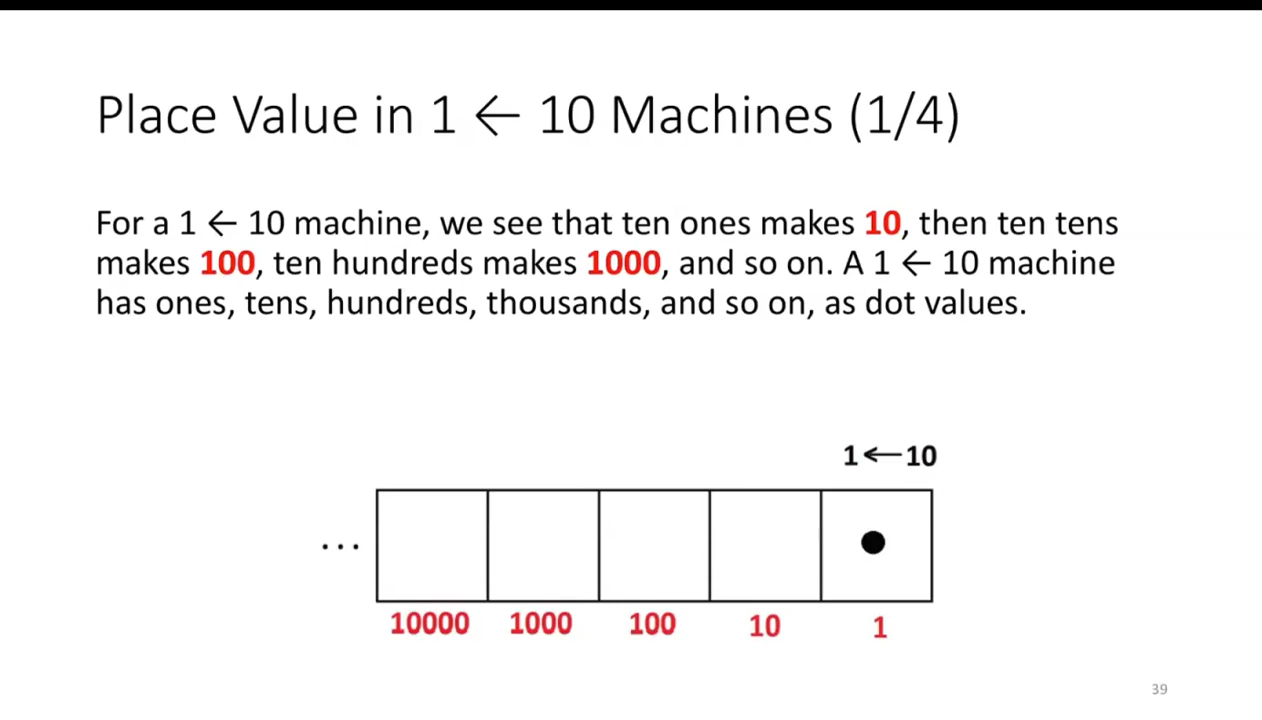 Place Value in 1 ← 10 Machines (1/4)
For a 1 ← 10 machine, we see that ten ones makes 10, then ten tens
makes 100, ten hundreds makes 1000, and so on. A 1 ← 10 machine
has ones, tens, hundreds, thousands, and so on, as dot values.
1←10
...
10000 1000 100 10 1
39